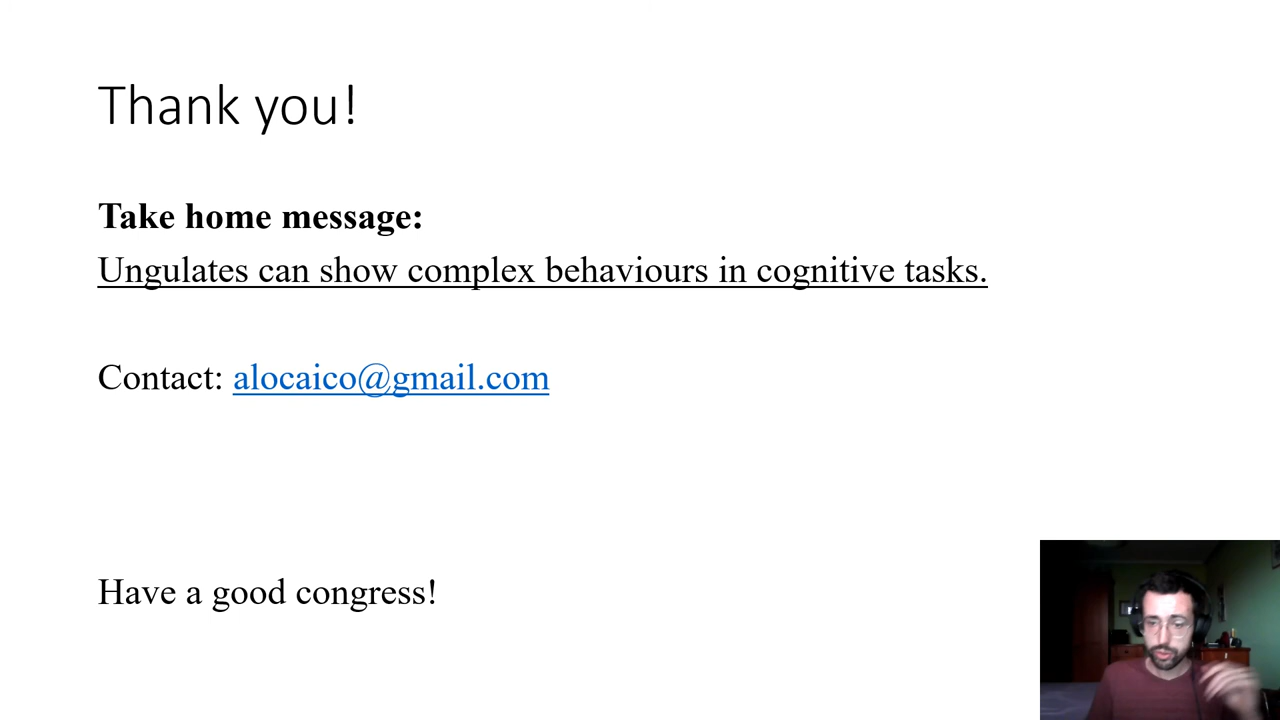 Thank you!
Take home message:
Ungulates can show complex behaviours in cognitive tasks.
Contact: alocaico@gmail.com
Have a good congress!